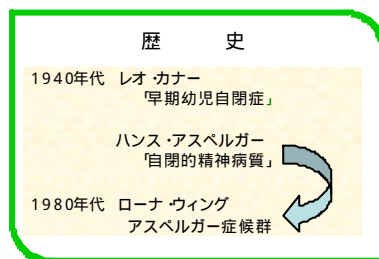 歴　史
1940年代 レオ・カナー
「早期幼児自閉症」
ハンス・アスペルガー
「自閉的精神病質」
1980年代 ローナ・ウィング
アスペルガー症候群